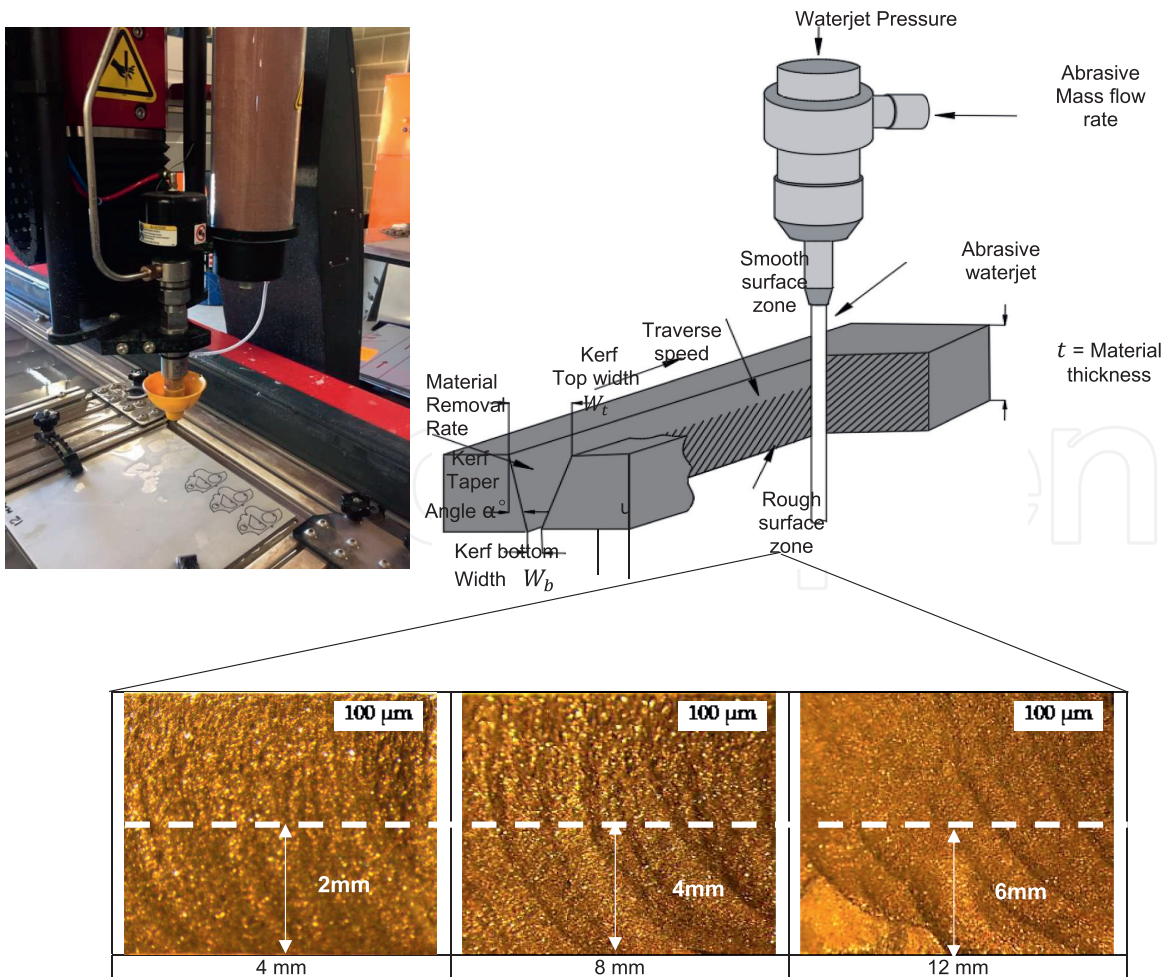 Waterjet Pressure
Abrasive
Mass flow
rate
Smooth
surface
zone
Abrasive
waterjet
Traverse
speed
t = Material
thickness
Kerf
Top width
W_t
Material
Removal
Rate
Kerf
Taper
Angle α°
Rough
surface
zone
Kerf bottom
Width W_b
100 µm
100 µm
100 µm
2mm
4mm
6mm
4 mm
8 mm
12 mm